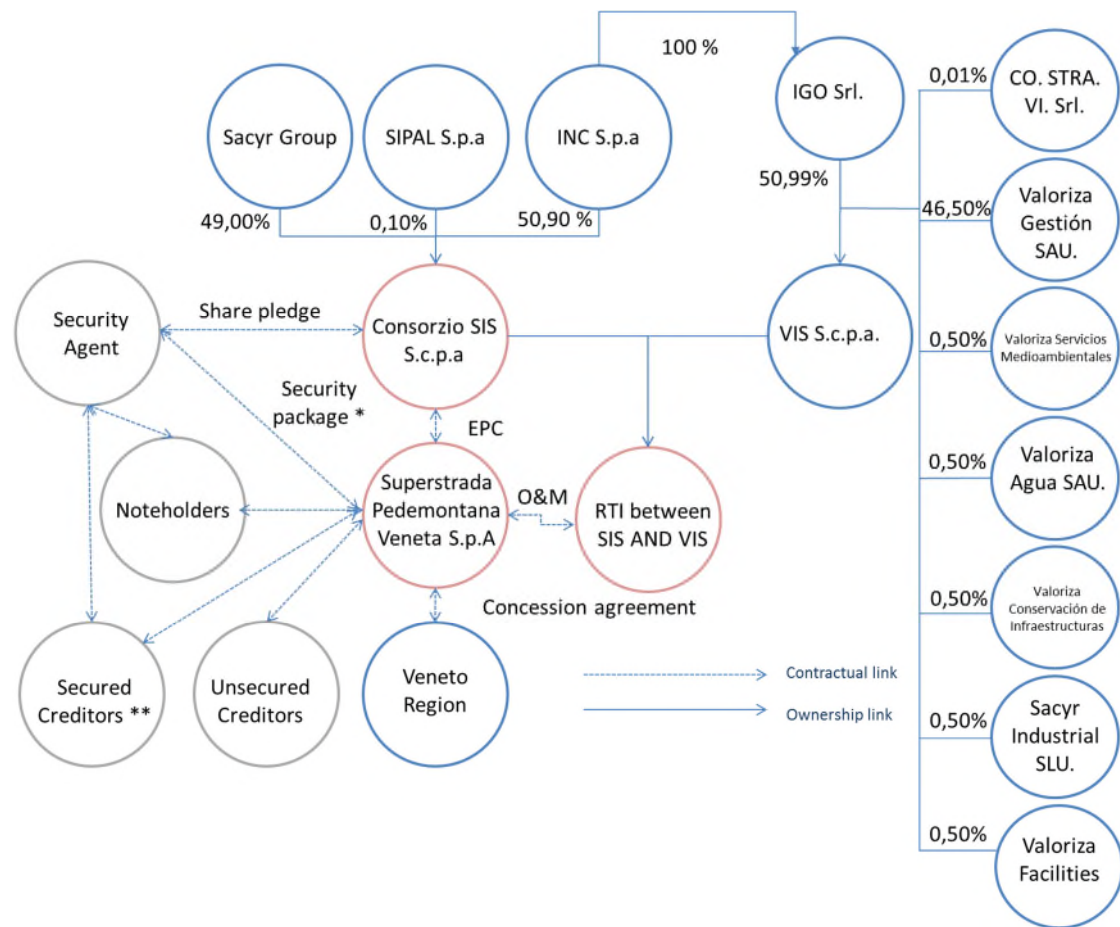 100 %
Sacyr Group
SIPAL S.p.a
INC S.p.a
IGO Srl.
0,01%
CO. STRA.
VI. Srl.
49,00%
0,10%
50,90 %
50,99%
46,50%
Valoriza
Gestión
SAU.
Security
Agent
Share pledge
Consorzio SIS
S.c.p.a
VIS S.c.p.a.
0,50%
Valoriza Servicios
Medioambientales
Security
package *
EPC
Noteholders
Superstrada
Pedemontana
Veneta S.p.A
O&M
RTI between
SIS AND VIS
0,50%
Valoriza
Agua SAU.
Concession agreement
0,50%
Valoriza
Conservación de
Infraestructuras
Secured
Creditors **
Unsecured
Creditors
Veneto
Region
Contractual link
Ownership link
0,50%
Sacyr
Industrial
SLU.
0,50%
Valoriza
Facilities